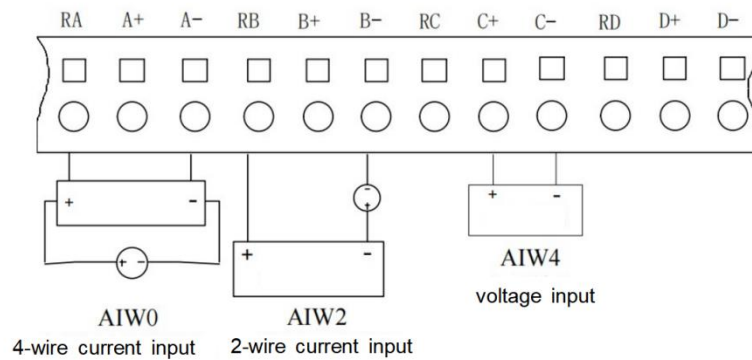 RA A+ A- RB B+ B- RC C+ C- RD D+ D-
+ - - + + -
+ - + -
AIW0 AIW2 AIW4
4-wire current input 2-wire current input voltage input